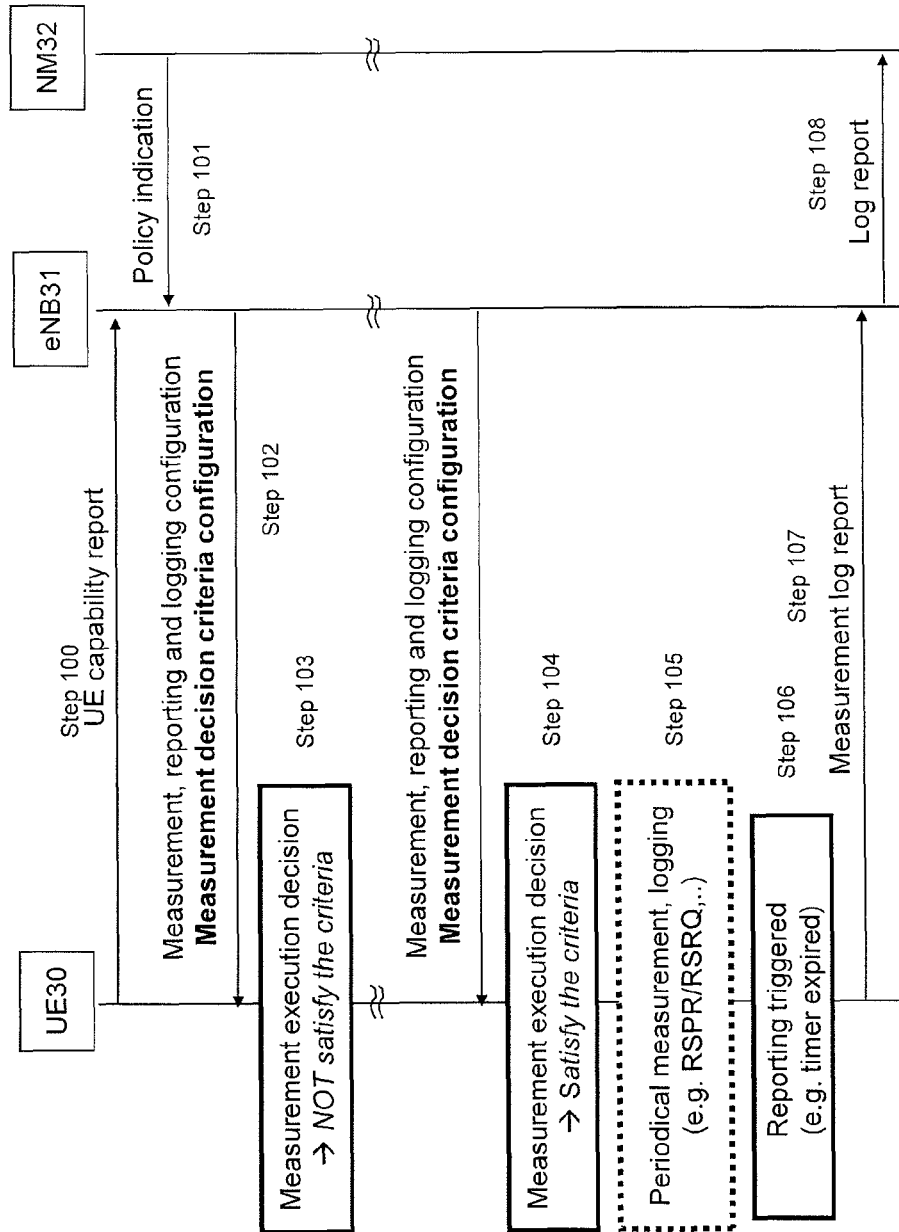 UE30
eNB31
NM32
Step 100
UE capability report
Policy indication
Step 101
Measurement, reporting and logging configuration
Measurement decision criteria configuration
Step 102
Measurement execution decision
→ NOT satisfy the criteria
Step 103
Measurement, reporting and logging configuration
Measurement decision criteria configuration
Measurement execution decision
→ Satisfy the criteria
Step 104
Periodical measurement, logging
(e.g. RSPR/RSRQ,..)
Step 105
Reporting triggered
(e.g. timer expired)
Step 106
Step 107
Measurement log report
Step 108
Log report